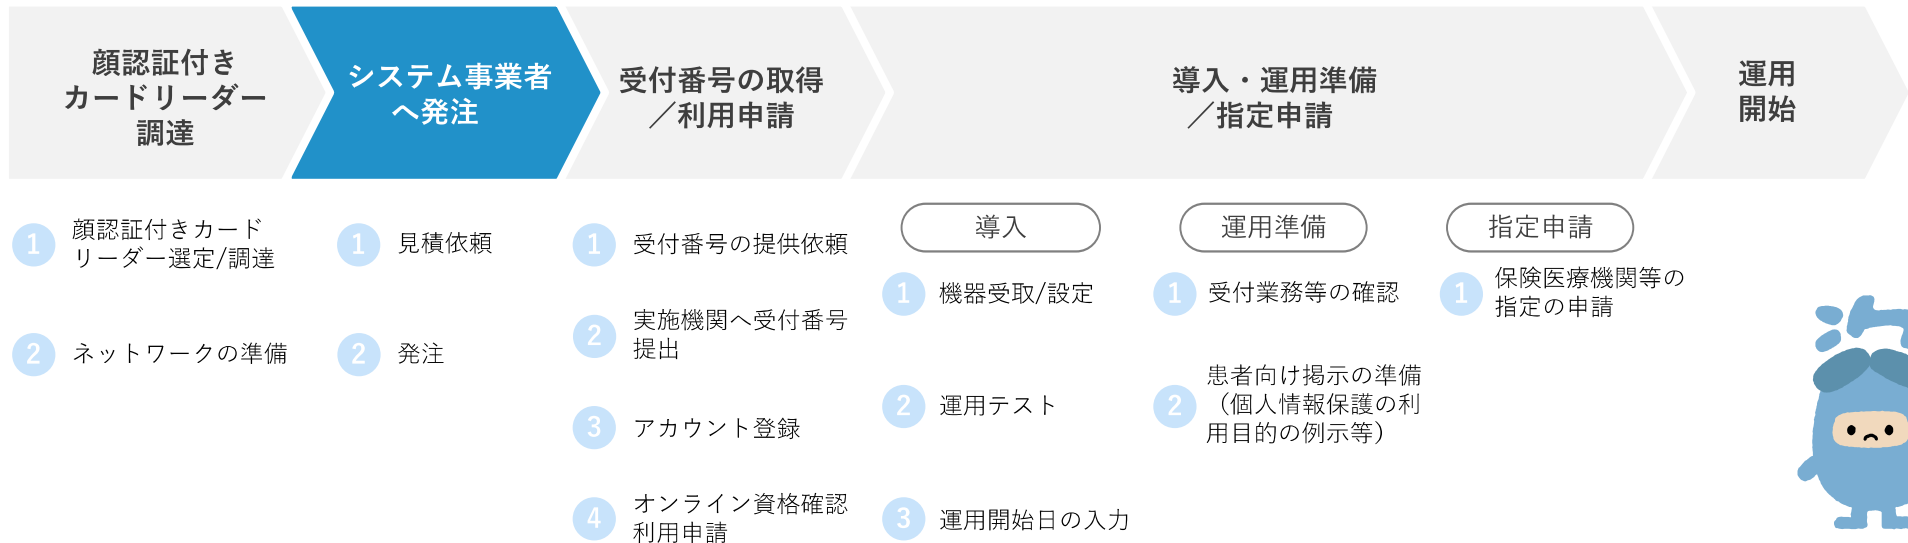 顔認証付き
カードリーダー
調達
システム事業者
へ発注
受付番号の取得
／利用申請
導入・運用準備
／指定申請
運用
開始
1
顔認証付きカード
リーダー選定/調達
2
ネットワークの準備
1
見積依頼
2
発注
1
受付番号の提供依頼
2
実施機関へ受付番号
提出
3
アカウント登録
4
オンライン資格確認
利用申請
導入
1
機器受取/設定
2
運用テスト
3
運用開始日の入力
運用準備
1
受付業務等の確認
2
患者向け掲示の準備
（個人情報保護の利
用目的の例示等）
指定申請
1
保険医療機関等の
指定の申請